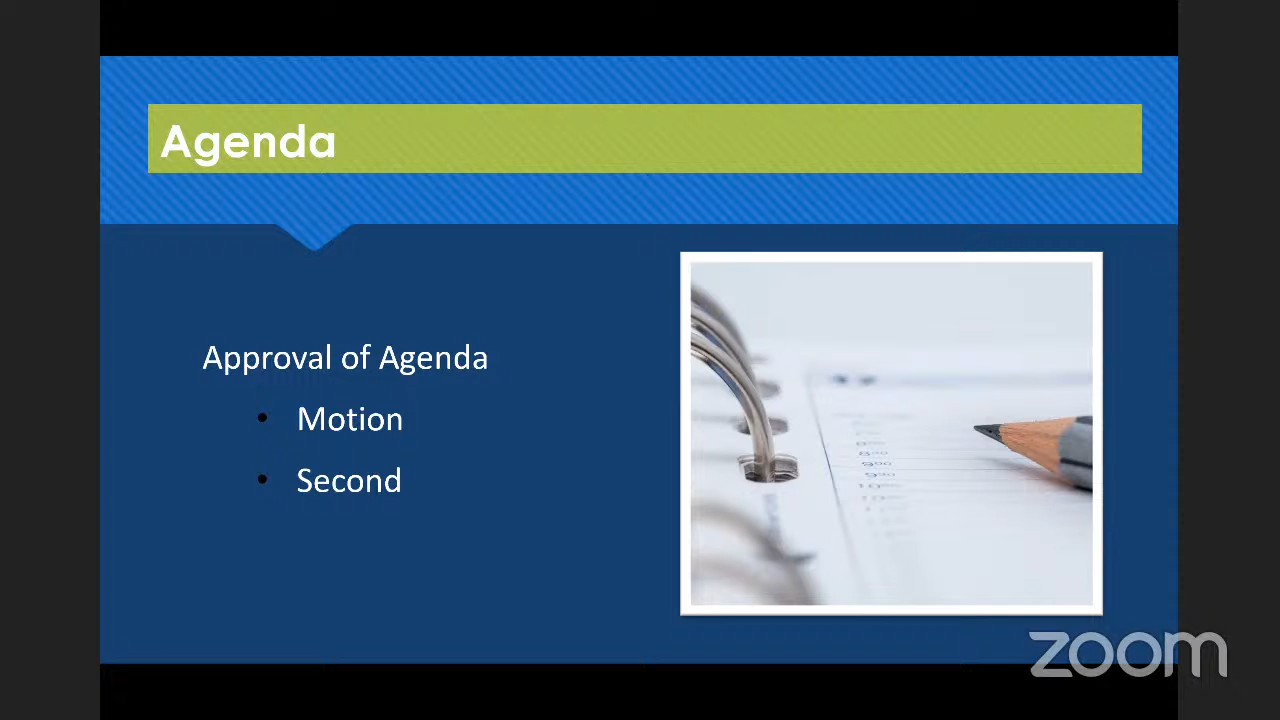 Agenda
Approval of Agenda
• Motion
• Second
zoom